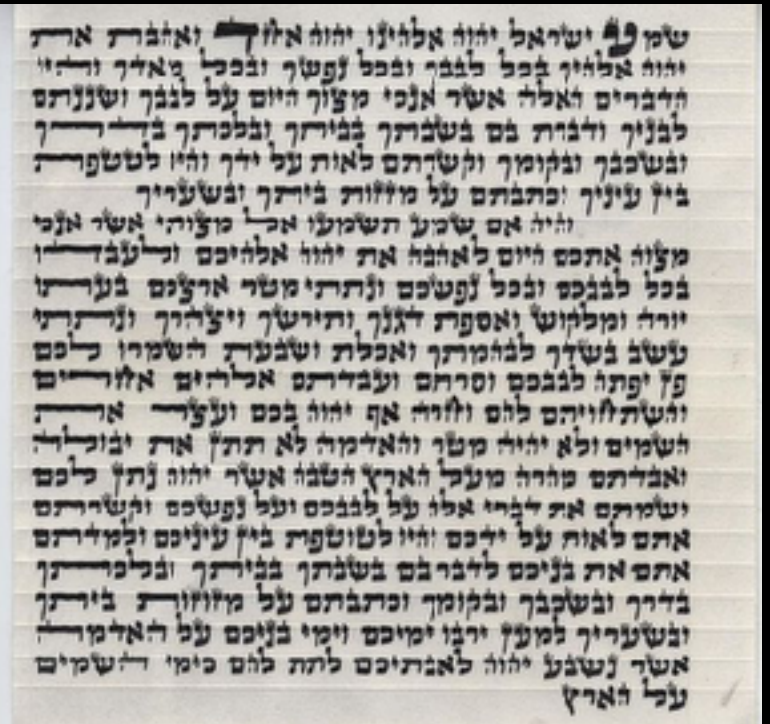 שמע ישראל יהוה אלהינו יהוה אחד ואהבת את
יהוה אלהיך בכל לבבך ובכל נפשך ובכל מאדך והיו
הדברים האלה אשר אנכי מצוך היום על לבבך ושננתם
לבניך ודברת בם בשבתך בביתך ובלכתך בדרך
ובשכבך ובקומך וקשרתם לאות על ידך והיו לטטפת
בין עיניך וכתבתם על מזזות ביתך ובשעריך
והיה אם שמע תשמעו אל מצותי אשר אנכי
מצוה אתכם היום לאהבה את יהוה אלהיכם ולעבדו
בכל לבבכם ובכל נפשכם ונתתי מטר ארצכם בעתו
יורה ומלקוש ואספת דגנך ותירשך ויצהרך ונתתי
עשב בשדך לבהמתך ואכלת ושבעת השמרו לכם
פן יפתה לבבכם וסרתם ועבדתם אלהים אחרים
והשתחויתם להם וחרה אף יהוה בכם ועצר את
השמים ולא יהיה מטר והאדמה לא תתן את יבולה
ואבדתם מהרה מעל הארץ הטבה אשר יהוה נתן לכם
ושמתם את דברי אלה על לבבכם ועל נפשכם וקשרתם
אתם לאות על ידכם והיו לטוטפת בין עיניכם ולמדתם
אתם את בניכם לדבר בם בשבתך בביתך ובלכתך
בדרך ובשכבך ובקומך וכתבתם על מזוזות ביתך
ובשעריך למען ירבו ימיכם וימי בניכם על האדמה
אשר נשבע יהוה לאבתיכם לתת להם כימי השמים
על הארץ